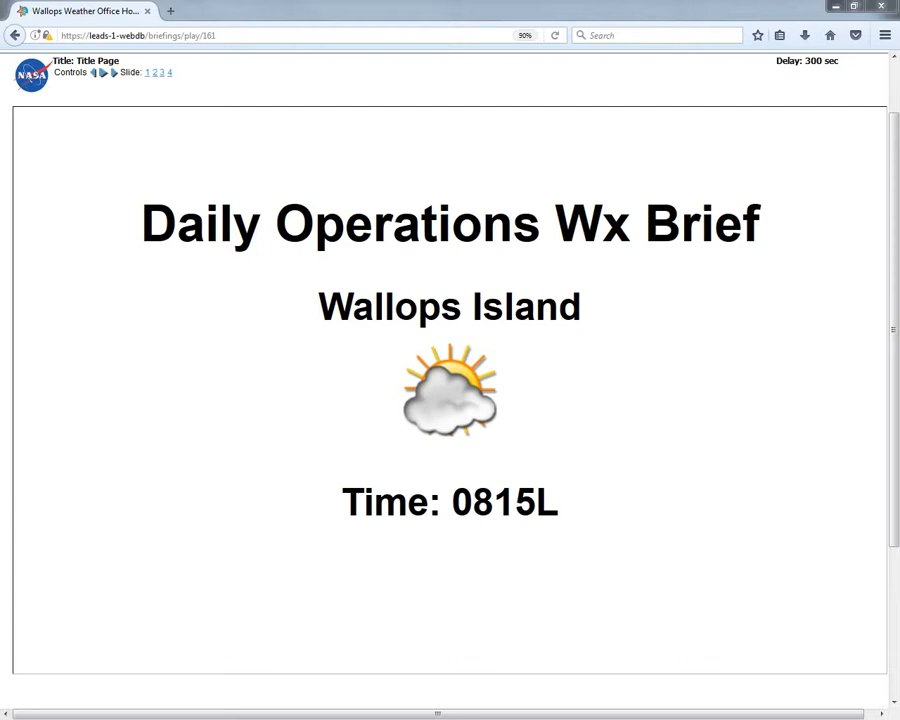 Wallops Weather Office Ho...
https://leads-1-webdb/briefings/play/161
90%
Search
NASA
Title: Title Page
Delay: 300 sec
Controls Slide: 1 2 3 4
Daily Operations Wx Brief
Wallops Island
Time: 0815L